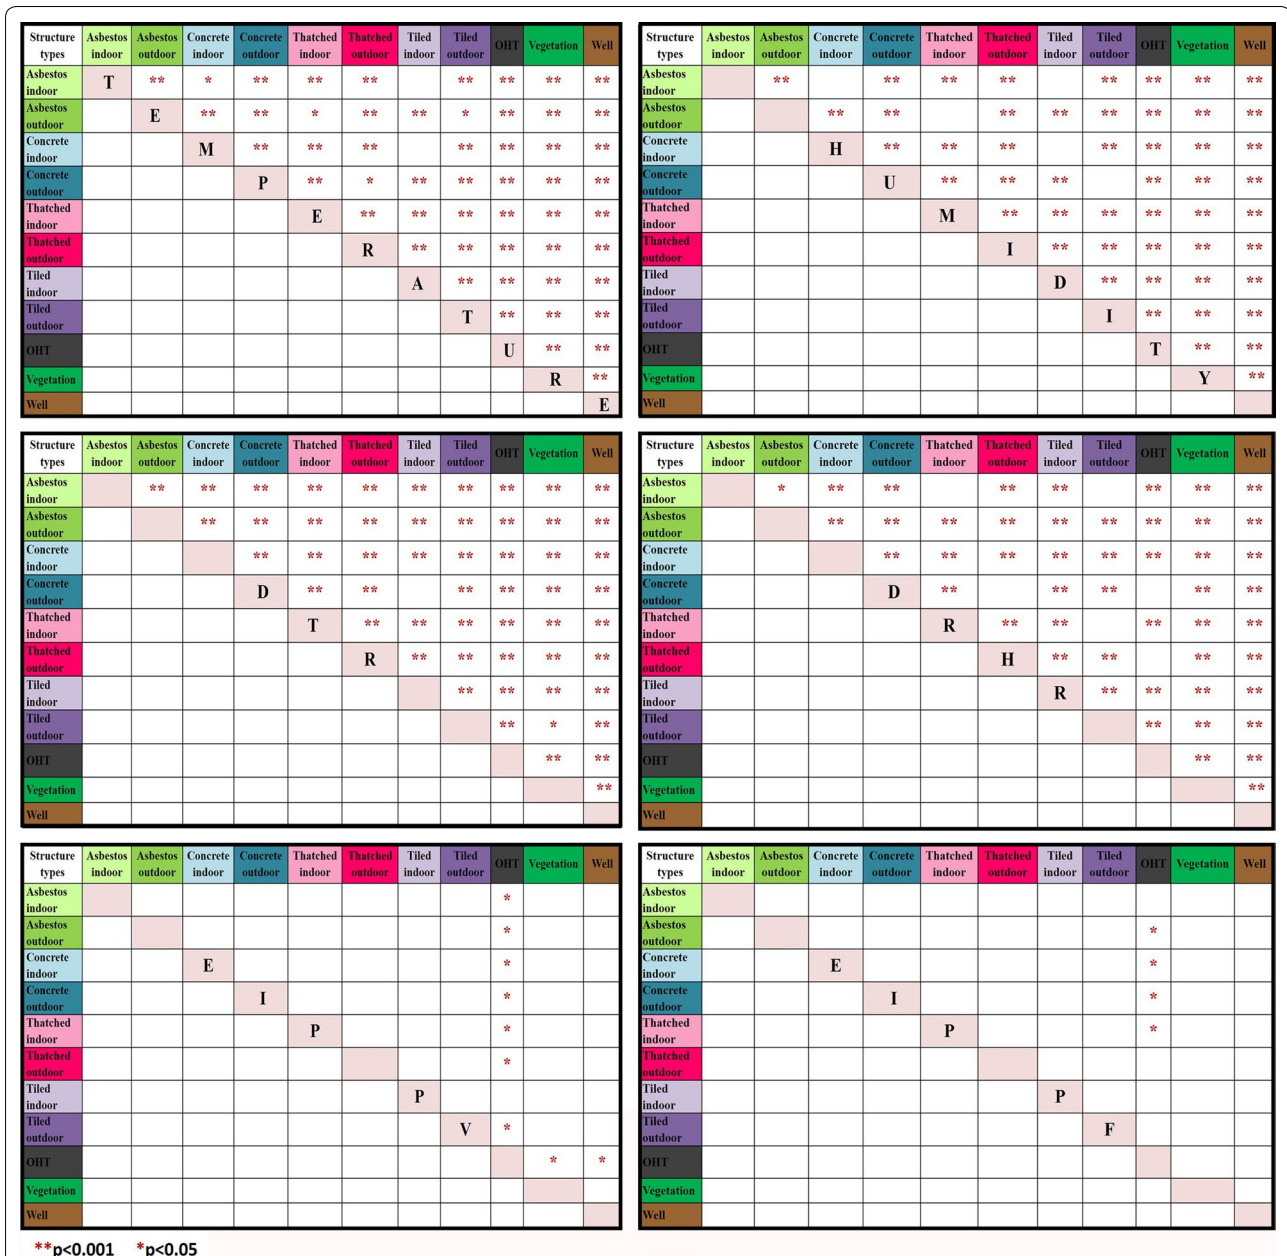 Structure types Asbestos indoor Asbestos outdoor Concrete indoor Concrete outdoor Thatched indoor Thatched outdoor Tiled indoor Tiled outdoor OHT Vegetation Well
Asbestos indoor T ** * ** ** ** ** ** ** **
Asbestos outdoor E ** ** * ** ** * ** ** **
Concrete indoor M ** ** ** ** ** ** **
Concrete outdoor P ** * ** ** ** ** **
Thatched indoor E ** ** ** ** ** **
Thatched outdoor R ** ** ** ** **
Tiled indoor A ** ** ** **
Tiled outdoor T ** ** **
OHT U ** **
Vegetation R **
Well E
Structure types Asbestos indoor Asbestos outdoor Concrete indoor Concrete outdoor Thatched indoor Thatched outdoor Tiled indoor Tiled outdoor OHT Vegetation Well
Asbestos indoor ** ** ** ** ** ** ** **
Asbestos outdoor ** ** ** ** ** ** ** **
Concrete indoor H ** ** ** ** ** ** **
Concrete outdoor U ** ** ** ** ** **
Thatched indoor M ** ** ** ** ** **
Thatched outdoor I ** ** ** ** **
Tiled indoor D ** ** ** **
Tiled outdoor I ** ** **
OHT T ** **
Vegetation Y **
Well
Structure types Asbestos indoor Asbestos outdoor Concrete indoor Concrete outdoor Thatched indoor Thatched outdoor Tiled indoor Tiled outdoor OHT Vegetation Well
Asbestos indoor ** ** ** ** ** ** ** ** ** **
Asbestos outdoor ** ** ** ** ** ** ** ** **
Concrete indoor ** ** ** ** ** ** ** **
Concrete outdoor D ** ** ** ** ** **
Thatched indoor T ** ** ** ** ** **
Thatched outdoor R ** ** ** ** **
Tiled indoor ** ** ** **
Tiled outdoor ** * **
OHT ** **
Vegetation **
Well
Structure types Asbestos indoor Asbestos outdoor Concrete indoor Concrete outdoor Thatched indoor Thatched outdoor Tiled indoor Tiled outdoor OHT Vegetation Well
Asbestos indoor * ** ** ** ** ** ** **
Asbestos outdoor ** ** ** ** ** ** ** ** **
Concrete indoor ** ** ** ** ** ** ** **
Concrete outdoor D ** ** ** ** **
Thatched indoor R ** ** ** ** **
Thatched outdoor H ** ** ** **
Tiled indoor R ** ** ** **
Tiled outdoor ** ** **
OHT ** **
Vegetation **
Well
Structure types Asbestos indoor Asbestos outdoor Concrete indoor Concrete outdoor Thatched indoor Thatched outdoor Tiled indoor Tiled outdoor OHT Vegetation Well
Asbestos indoor *
Asbestos outdoor *
Concrete indoor E *
Concrete outdoor I *
Thatched indoor P *
Thatched outdoor *
Tiled indoor P
Tiled outdoor V *
OHT * *
Vegetation
Well
Structure types Asbestos indoor Asbestos outdoor Concrete indoor Concrete outdoor Thatched indoor Thatched outdoor Tiled indoor Tiled outdoor OHT Vegetation Well
Asbestos indoor
Asbestos outdoor *
Concrete indoor E *
Concrete outdoor I *
Thatched indoor P *
Thatched outdoor
Tiled indoor P
Tiled outdoor F
OHT
Vegetation
Well
**p<0.001 *p<0.05